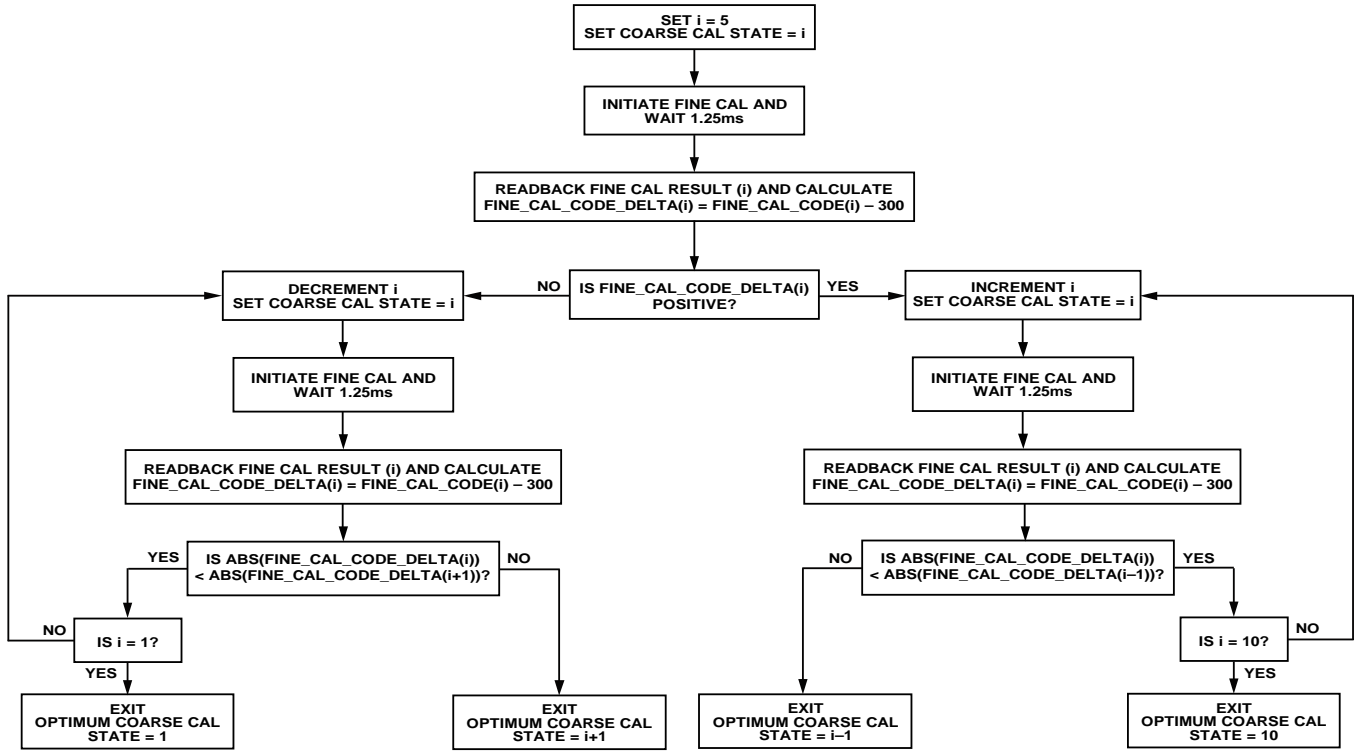 SET i = 5
SET COARSE CAL STATE = i
INITIATE FINE CAL AND
WAIT 1.25ms
READBACK FINE CAL RESULT (i) AND CALCULATE
FINE_CAL_CODE_DELTA(i) = FINE_CAL_CODE(i) – 300
DECREMENT i
SET COARSE CAL STATE = i
NO
IS FINE_CAL_CODE_DELTA(i)
POSITIVE?
YES
INCREMENT i
SET COARSE CAL STATE = i
INITIATE FINE CAL AND
WAIT 1.25ms
INITIATE FINE CAL AND
WAIT 1.25ms
READBACK FINE CAL RESULT (i) AND CALCULATE
FINE_CAL_CODE_DELTA(i) = FINE_CAL_CODE(i) – 300
READBACK FINE CAL RESULT (i) AND CALCULATE
FINE_CAL_CODE_DELTA(i) = FINE_CAL_CODE(i) – 300
YES
IS ABS(FINE_CAL_CODE_DELTA(i))
< ABS(FINE_CAL_CODE_DELTA(i+1))?
NO
NO
IS ABS(FINE_CAL_CODE_DELTA(i))
< ABS(FINE_CAL_CODE_DELTA(i–1))?
YES
NO
IS i = 1?
YES
IS i = 10?
NO
YES
EXIT
OPTIMUM COARSE CAL
STATE = 1
EXIT
OPTIMUM COARSE CAL
STATE = i+1
EXIT
OPTIMUM COARSE CAL
STATE = i–1
EXIT
OPTIMUM COARSE CAL
STATE = 10